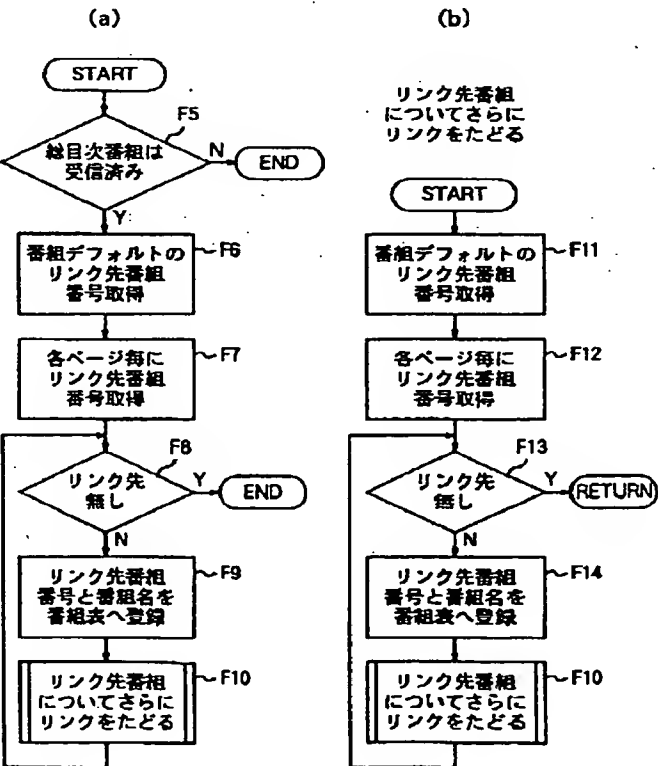 (a)
START
F5
総目次番組は
受信済み
N
END
Y
番組デフォルトの
リンク先番組
番号取得
F6
各ページ毎に
リンク先番組
番号取得
F7
F8
リンク先
無し
Y
END
N
リンク先番組
番号と番組名を
番組表へ登録
F9
リンク先番組
についてさらに
リンクをたどる
F10
(b)
リンク先番組
についてさらに
リンクをたどる
START
番組デフォルトの
リンク先番組
番号取得
F11
各ページ毎に
リンク先番組
番号取得
F12
F13
リンク先
無し
Y
RETURN
N
リンク先番組
番号と番組名を
番組表へ登録
F14
リンク先番組
についてさらに
リンクをたどる
F10